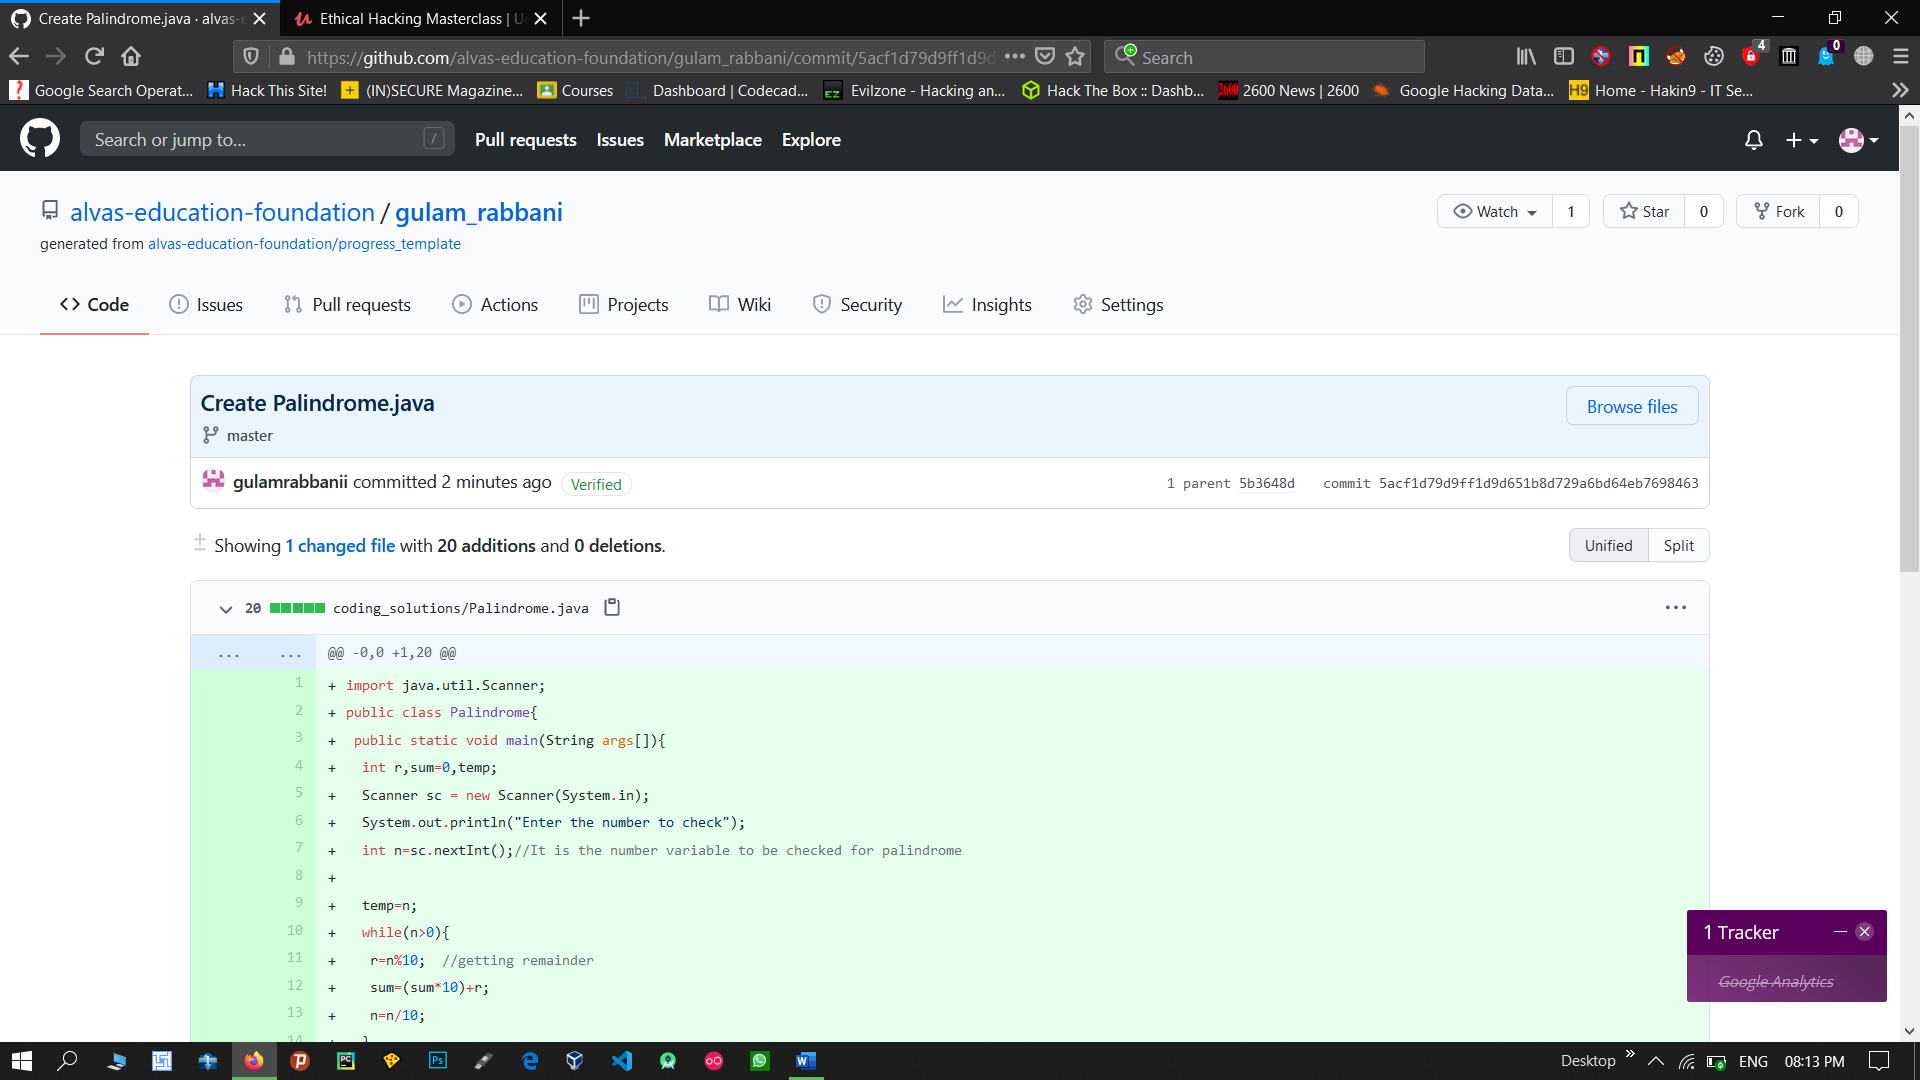 Create Palindrome.java · alvas-e
Ethical Hacking Masterclass | U
https://github.com/alvas-education-foundation/gulam_rabbani/commit/5acf1d79d9ff1d9d
Search
4
0
Google Search Operat...
Hack This Site!
(IN)SECURE Magazine...
Courses
Dashboard | Codecad...
Evilzone - Hacking an...
Hack The Box :: Dashb...
2600 News | 2600
Google Hacking Data...
Home - Hakin9 - IT Se...
Search or jump to...
/
Pull requests
Issues
Marketplace
Explore
alvas-education-foundation / gulam_rabbani
Watch 1
Star 0
Fork 0
generated from alvas-education-foundation/progress_template
Code
Issues
Pull requests
Actions
Projects
Wiki
Security
Insights
Settings
Create Palindrome.java
Browse files
master
gulamrabbanii committed 2 minutes ago Verified
1 parent 5b3648d commit 5acf1d79d9ff1d9d651b8d729a6bd64eb7698463
Showing 1 changed file with 20 additions and 0 deletions.
Unified Split
20 coding_solutions/Palindrome.java
... ... @@ -0,0 +1,20 @@
1 + import java.util.Scanner;
2 + public class Palindrome{
3 + public static void main(String args[]){
4 + int r,sum=0,temp;
5 + Scanner sc = new Scanner(System.in);
6 + System.out.println("Enter the number to check");
7 + int n=sc.nextInt();//It is the number variable to be checked for palindrome
8 +
9 + temp=n;
10 + while(n>0){
11 + r=n%10; //getting remainder
12 + sum=(sum*10)+r;
13 + n=n/10;
14 + }
1 Tracker
Google Analytics
Desktop
ENG
08:13 PM